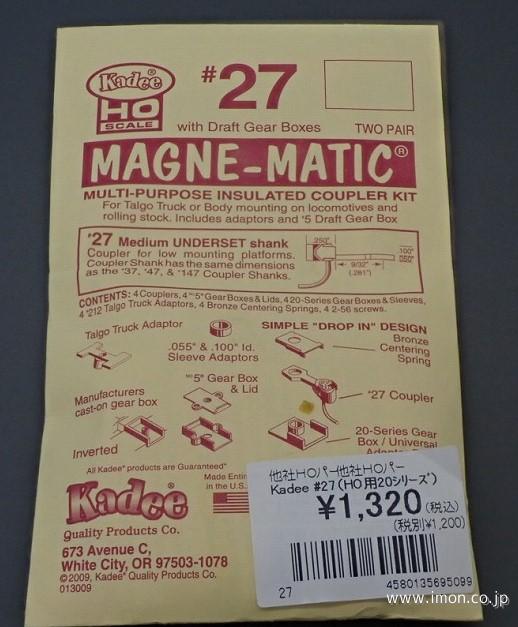 Kadee®
HO
SCALE
#27
with Draft Gear Boxes
TWO PAIR
MAGNE-MATIC®
MULTI-PURPOSE INSULATED COUPLER KIT
For Talgo Truck or Body mounting on locomotives and
rolling stock. Includes adaptors and #5 Draft Gear Box
#27 Medium UNDERSET shank
Coupler for low mounting platforms.
Coupler Shank has the same dimensions
as the #37, #47, & #147 Coupler Shanks.
.250"
9/32"
(.281")
.100"
.050"
CONTENTS: 4 Couplers, 4 #5 Gear Boxes & Lids, 4 20-Series Gear Boxes & Sleeves,
4 #212 Talgo Truck Adaptors, 4 Bronze Centering Springs, 4 2-56 screws.
Talgo Truck Adaptor
.055" & .100" Id.
Sleeve Adaptors
SIMPLE "DROP IN" DESIGN
Bronze
Centering
Spring
NO5® Gear Box
& Lid
#27 Coupler
Manufacturers
cast-on gear box
Inverted
20-Series Gear
Box / Universal
All Kadee® products are Guaranteed"
Kadee®
Quality Products Co.
Made Enti
in the U.S.
673 Avenue C,
White City, OR 97503-1078
©2009, Kadee® Quality Products Co.
013009
他社HOパー他社HOパー
Kadee #27(HO用20シリーズ)
¥1,320(税込)
(税別¥1,200)
27
4580135695099
www.imon.co.jp